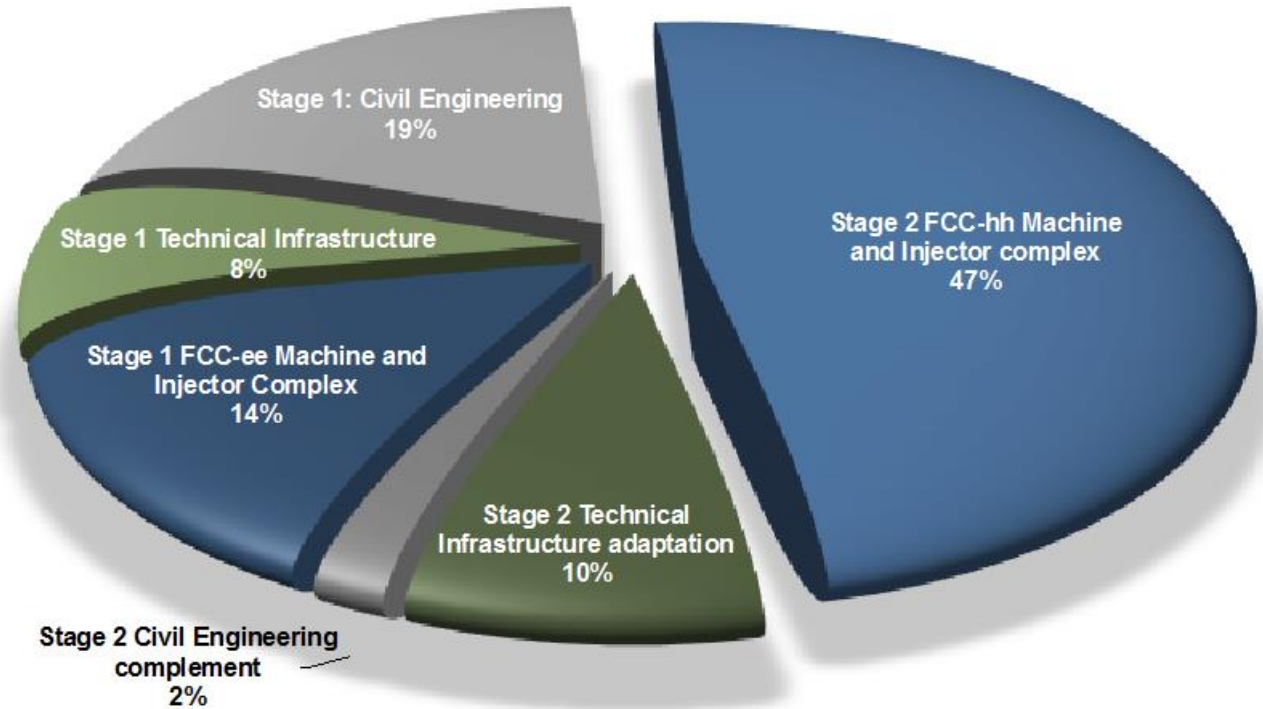 Stage 1: Civil Engineering
19%
Stage 2 FCC-hh Machine
and Injector complex
47%
Stage 1 Technical Infrastructure
8%
Stage 1 FCC-ee Machine and
Injector Complex
14%
Stage 2 Technical
Infrastructure adaptation
10%
Stage 2 Civil Engineering
complement
2%